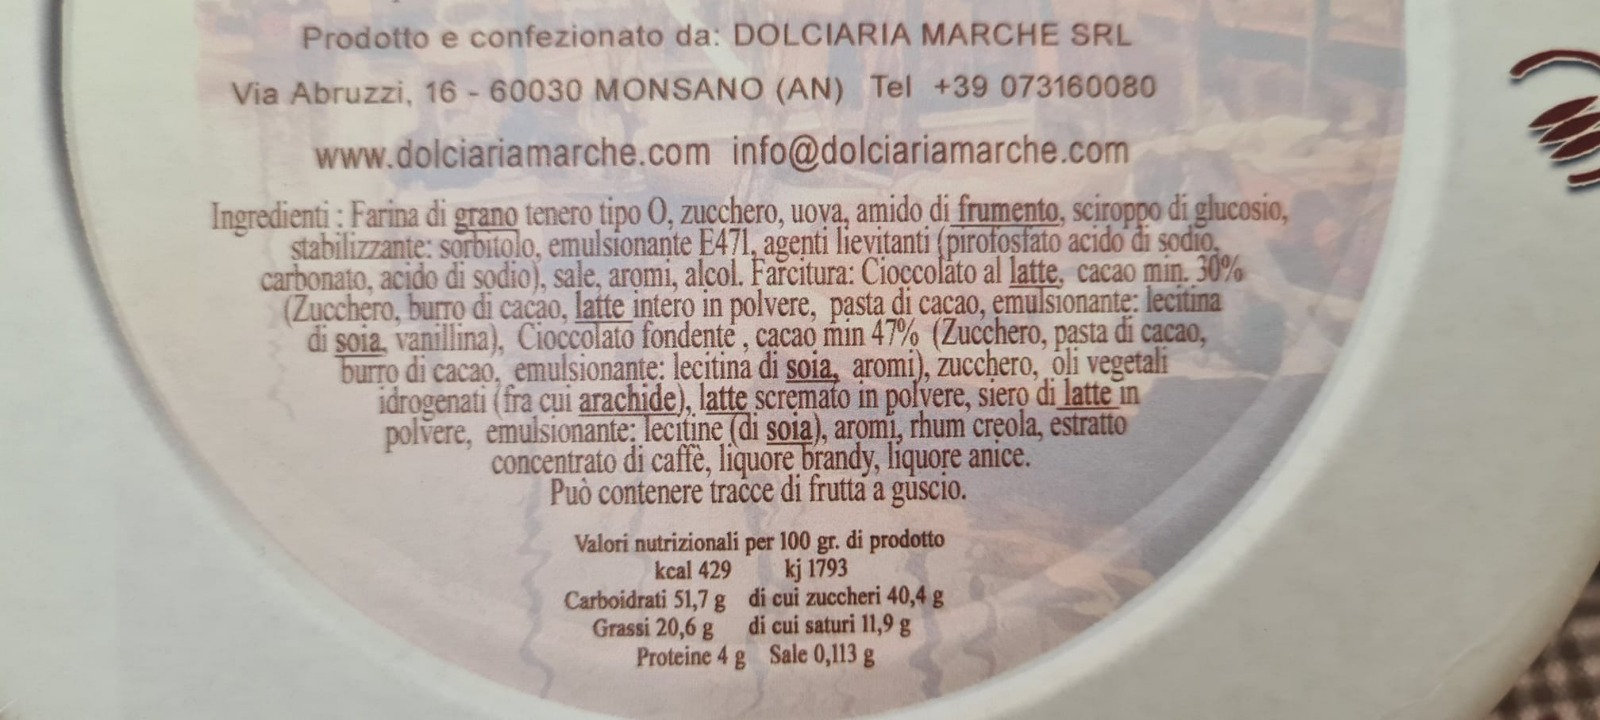 Prodotto e confezionato da: DOLCIARIA MARCHE SRL
Via Abruzzi, 16 - 60030 MONSANO (AN) Tel +39 073160080
www.dolciariamarche.com info@dolciariamarche.com
Ingredienti : Farina di grano tenero tipo O, zucchero, uova, amido di frumento, sciroppo di glucosio,
stabilizzante: sorbitolo, emulsionante E471, agenti lievitanti (pirofosfato acido di sodio,
carbonato, acido di sodio), sale, aromi, alcol. Farcitura: Cioccolato al latte, cacao min. 30%
(Zucchero, burro di cacao, latte intero in polvere, pasta di cacao, emulsionante: lecitina
di soia, vanillina), Cioccolato fondente , cacao min 47% (Zucchero, pasta di cacao,
burro di cacao, emulsionante: lecitina di soia, aromi), zucchero, oli vegetali
idrogenati (fra cui arachide), latte scremato in polvere, siero di latte in
polvere, emulsionante: lecitine (di soia), aromi, rhum creola, estratto
concentrato di caffè, liquore brandy, liquore anice.
Può contenere tracce di frutta a guscio.
Valori nutrizionali per 100 gr. di prodotto
kcal 429 kj 1793
Carboidrati 51,7 g di cui zuccheri 40,4 g
Grassi 20,6 g di cui saturi 11,9 g
Proteine 4 g Sale 0,113 g